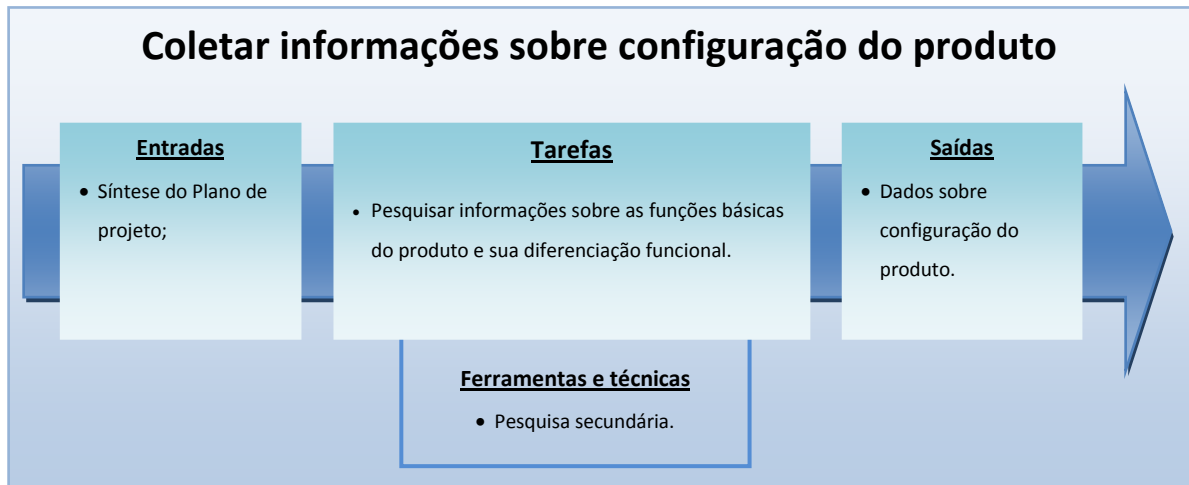 Coletar informações sobre configuração do produto
Entradas
• Síntese do Plano de
projeto;
Tarefas
• Pesquisar informações sobre as funções básicas
do produto e sua diferenciação funcional.
Saídas
• Dados sobre
configuração do
produto.
Ferramentas e técnicas
• Pesquisa secundária.